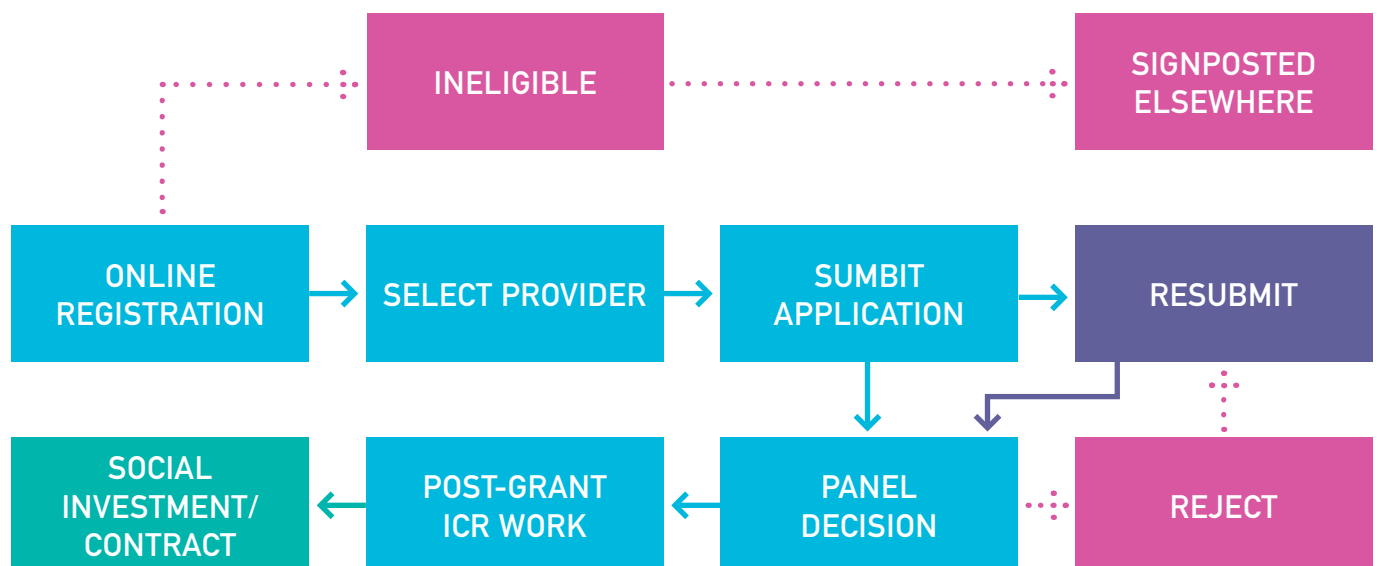 INELIGIBLE
SIGNPOSTED
ELSEWHERE
ONLINE
REGISTRATION
SELECT PROVIDER
SUMBIT
APPLICATION
RESUBMIT
SOCIAL
INVESTMENT/
CONTRACT
POST-GRANT
ICR WORK
PANEL
DECISION
REJECT